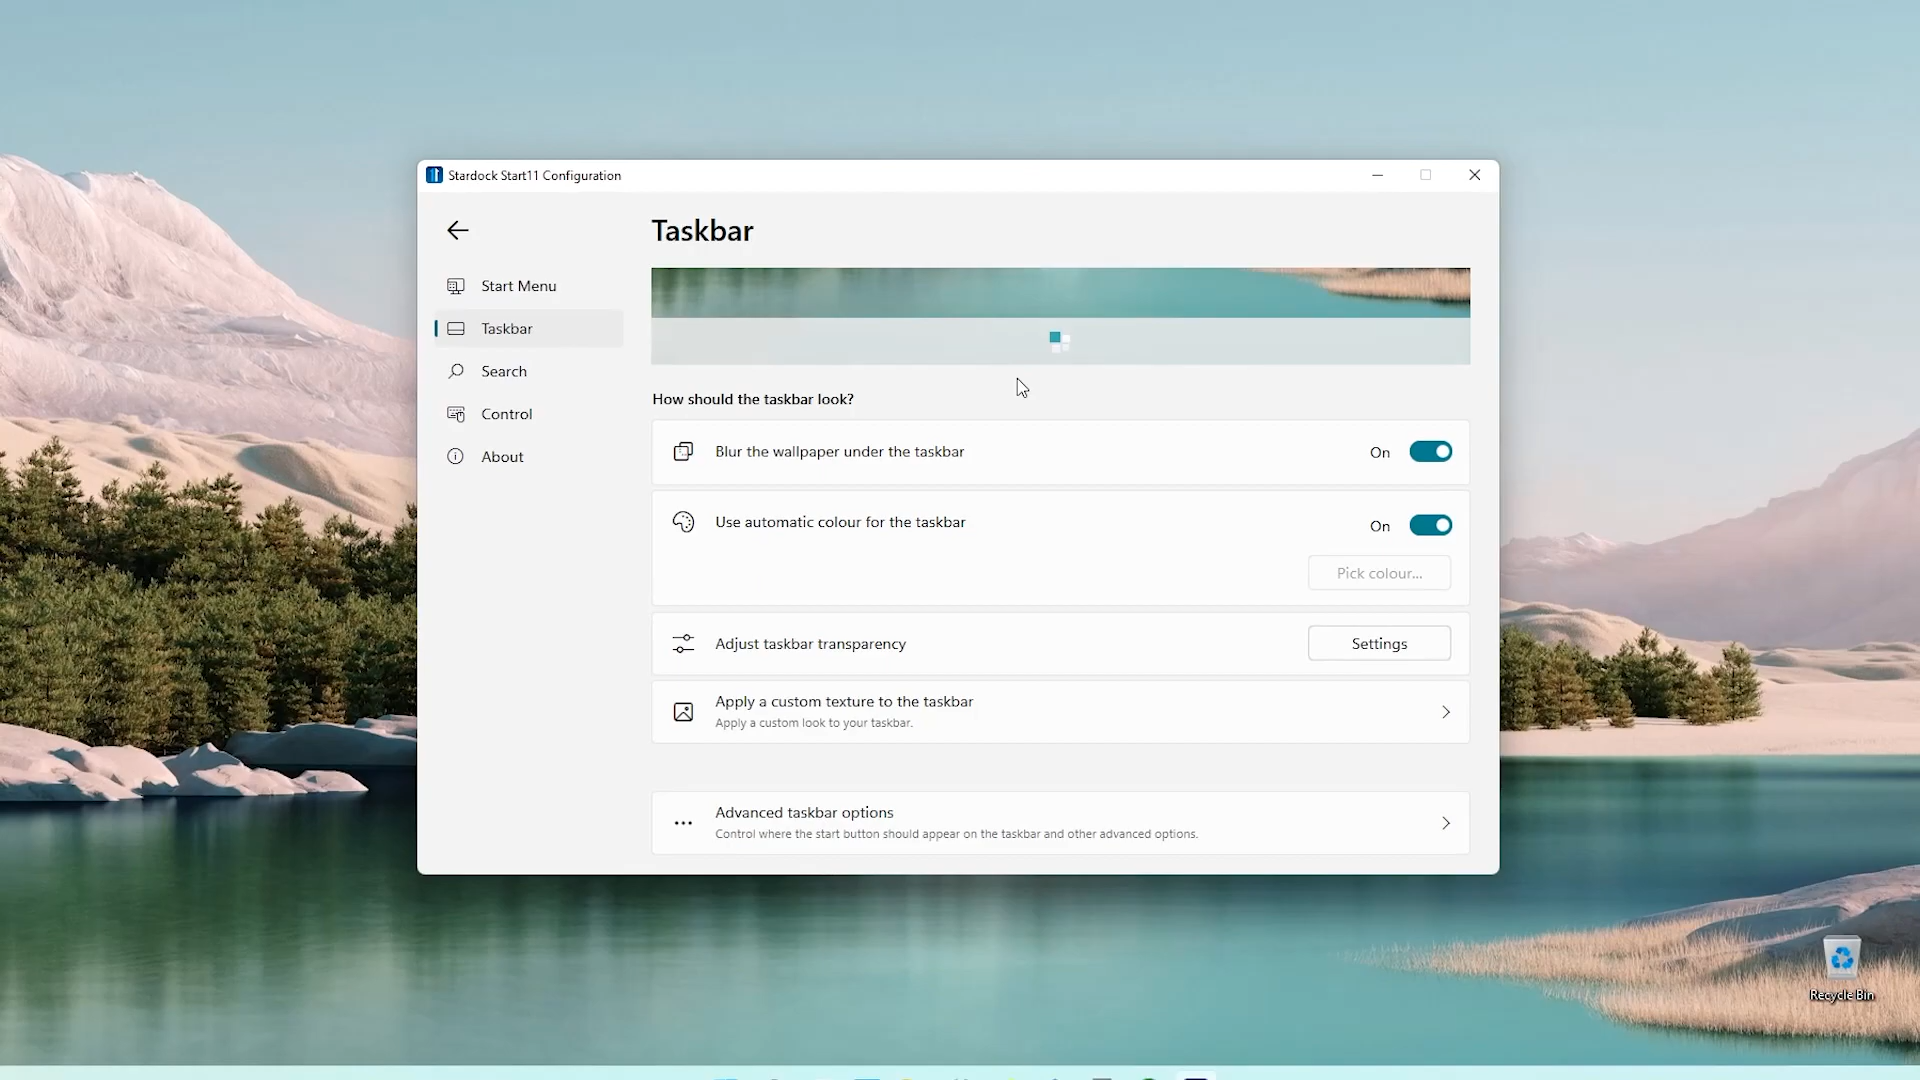 Stardock Start11 Configuration
Taskbar
Start Menu
Taskbar
Search
Control
About
How should the taskbar look?
Blur the wallpaper under the taskbar
On
Use automatic colour for the taskbar
On
Pick colour...
Adjust taskbar transparency
Settings
Apply a custom texture to the taskbar
Apply a custom look to your taskbar.
Advanced taskbar options
Control where the start button should appear on the taskbar and other advanced options.
Recycle Bin